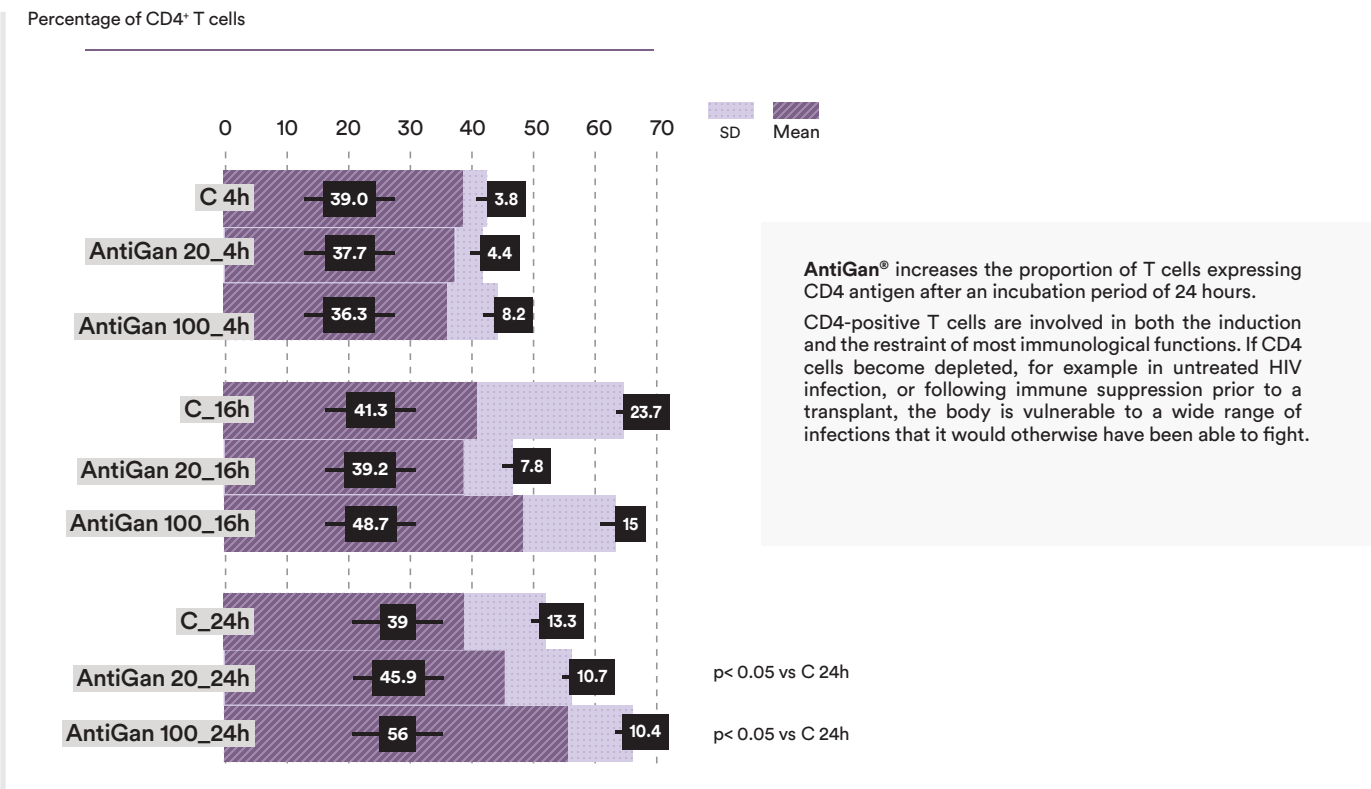 Percentage of CD4⁺ T cells
0 10 20 30 40 50 60 70
SD Mean
C 4h 39.0 3.8
AntiGan 20_4h 37.7 4.4
AntiGan 100_4h 36.3 8.2
C_16h 41.3 23.7
AntiGan 20_16h 39.2 7.8
AntiGan 100_16h 48.7 15
C_24h 39 13.3
AntiGan 20_24h 45.9 10.7 p< 0.05 vs C 24h
AntiGan 100_24h 56 10.4 p< 0.05 vs C 24h
AntiGan® increases the proportion of T cells expressing
CD4 antigen after an incubation period of 24 hours.
CD4-positive T cells are involved in both the induction
and the restraint of most immunological functions. If CD4
cells become depleted, for example in untreated HIV
infection, or following immune suppression prior to a
transplant, the body is vulnerable to a wide range of
infections that it would otherwise have been able to fight.